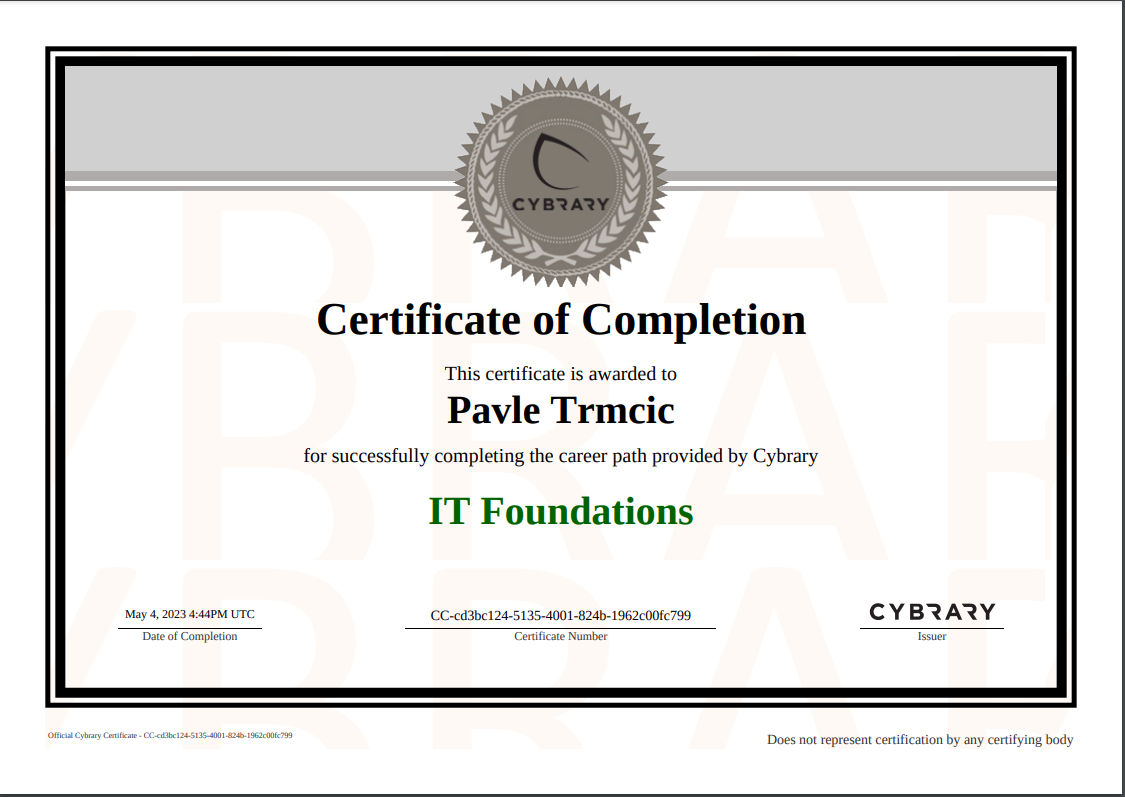 CYBRARY
Certificate of Completion
This certificate is awarded to
Pavle Trmcic
for successfully completing the career path provided by Cybrary
IT Foundations
May 4, 2023 4:44PM UTC
Date of Completion
CC-cd3bc124-5135-4001-824b-1962c00fc799
Certificate Number
CYBRARY
Issuer
Official Cybrary Certificate - CC-cd3bc124-5135-4001-824b-1962c00fc799
Does not represent certification by any certifying body